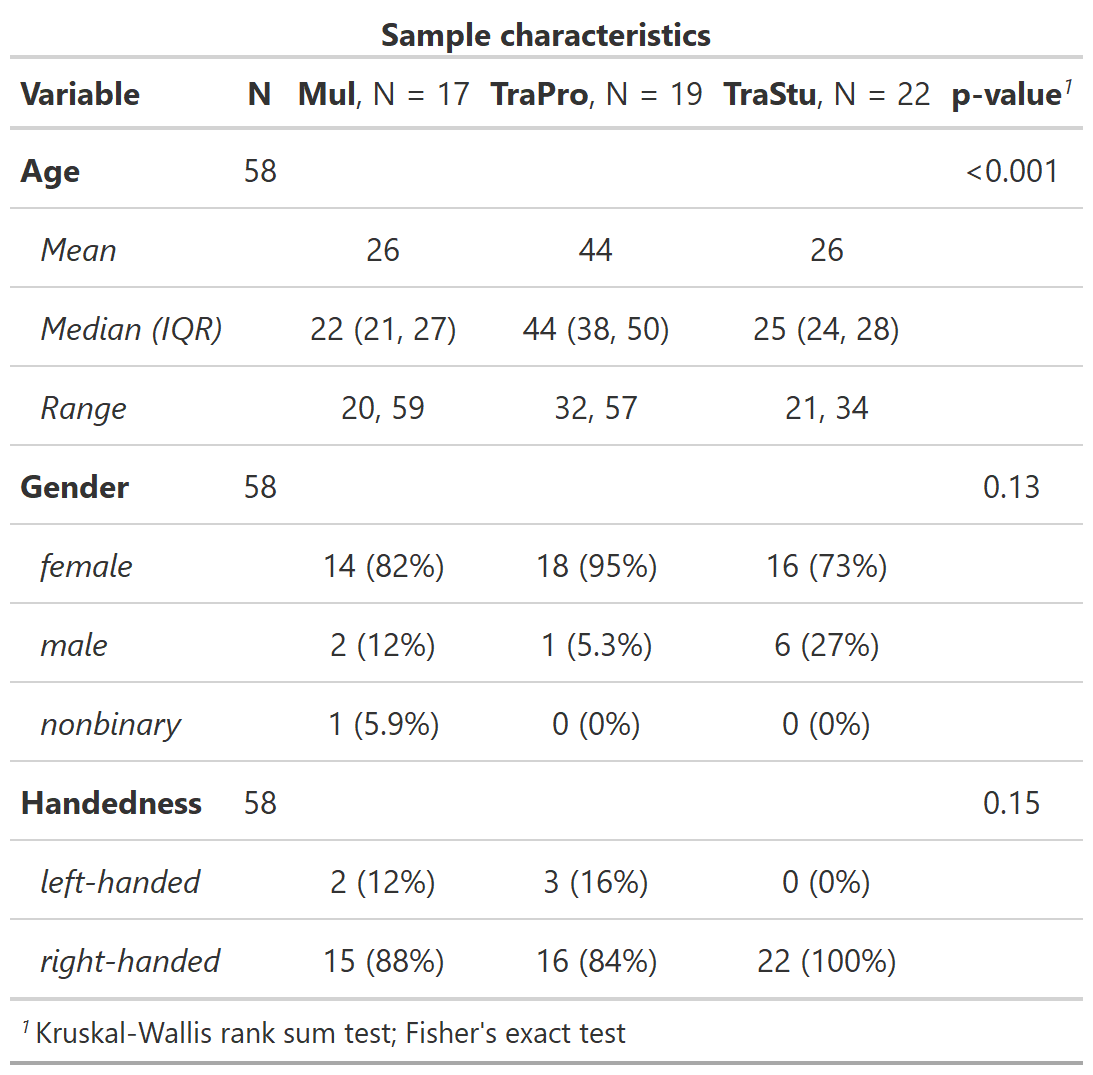 Sample characteristics
Variable N Mul, N = 17 TraPro, N = 19 TraStu, N = 22 p-value1
Age 58 <0.001
Mean 26 44 26
Median (IQR) 22 (21, 27) 44 (38, 50) 25 (24, 28)
Range 20, 59 32, 57 21, 34
Gender 58 0.13
female 14 (82%) 18 (95%) 16 (73%)
male 2 (12%) 1 (5.3%) 6 (27%)
nonbinary 1 (5.9%) 0 (0%) 0 (0%)
Handedness 58 0.15
left-handed 2 (12%) 3 (16%) 0 (0%)
right-handed 15 (88%) 16 (84%) 22 (100%)
1 Kruskal-Wallis rank sum test; Fisher's exact test